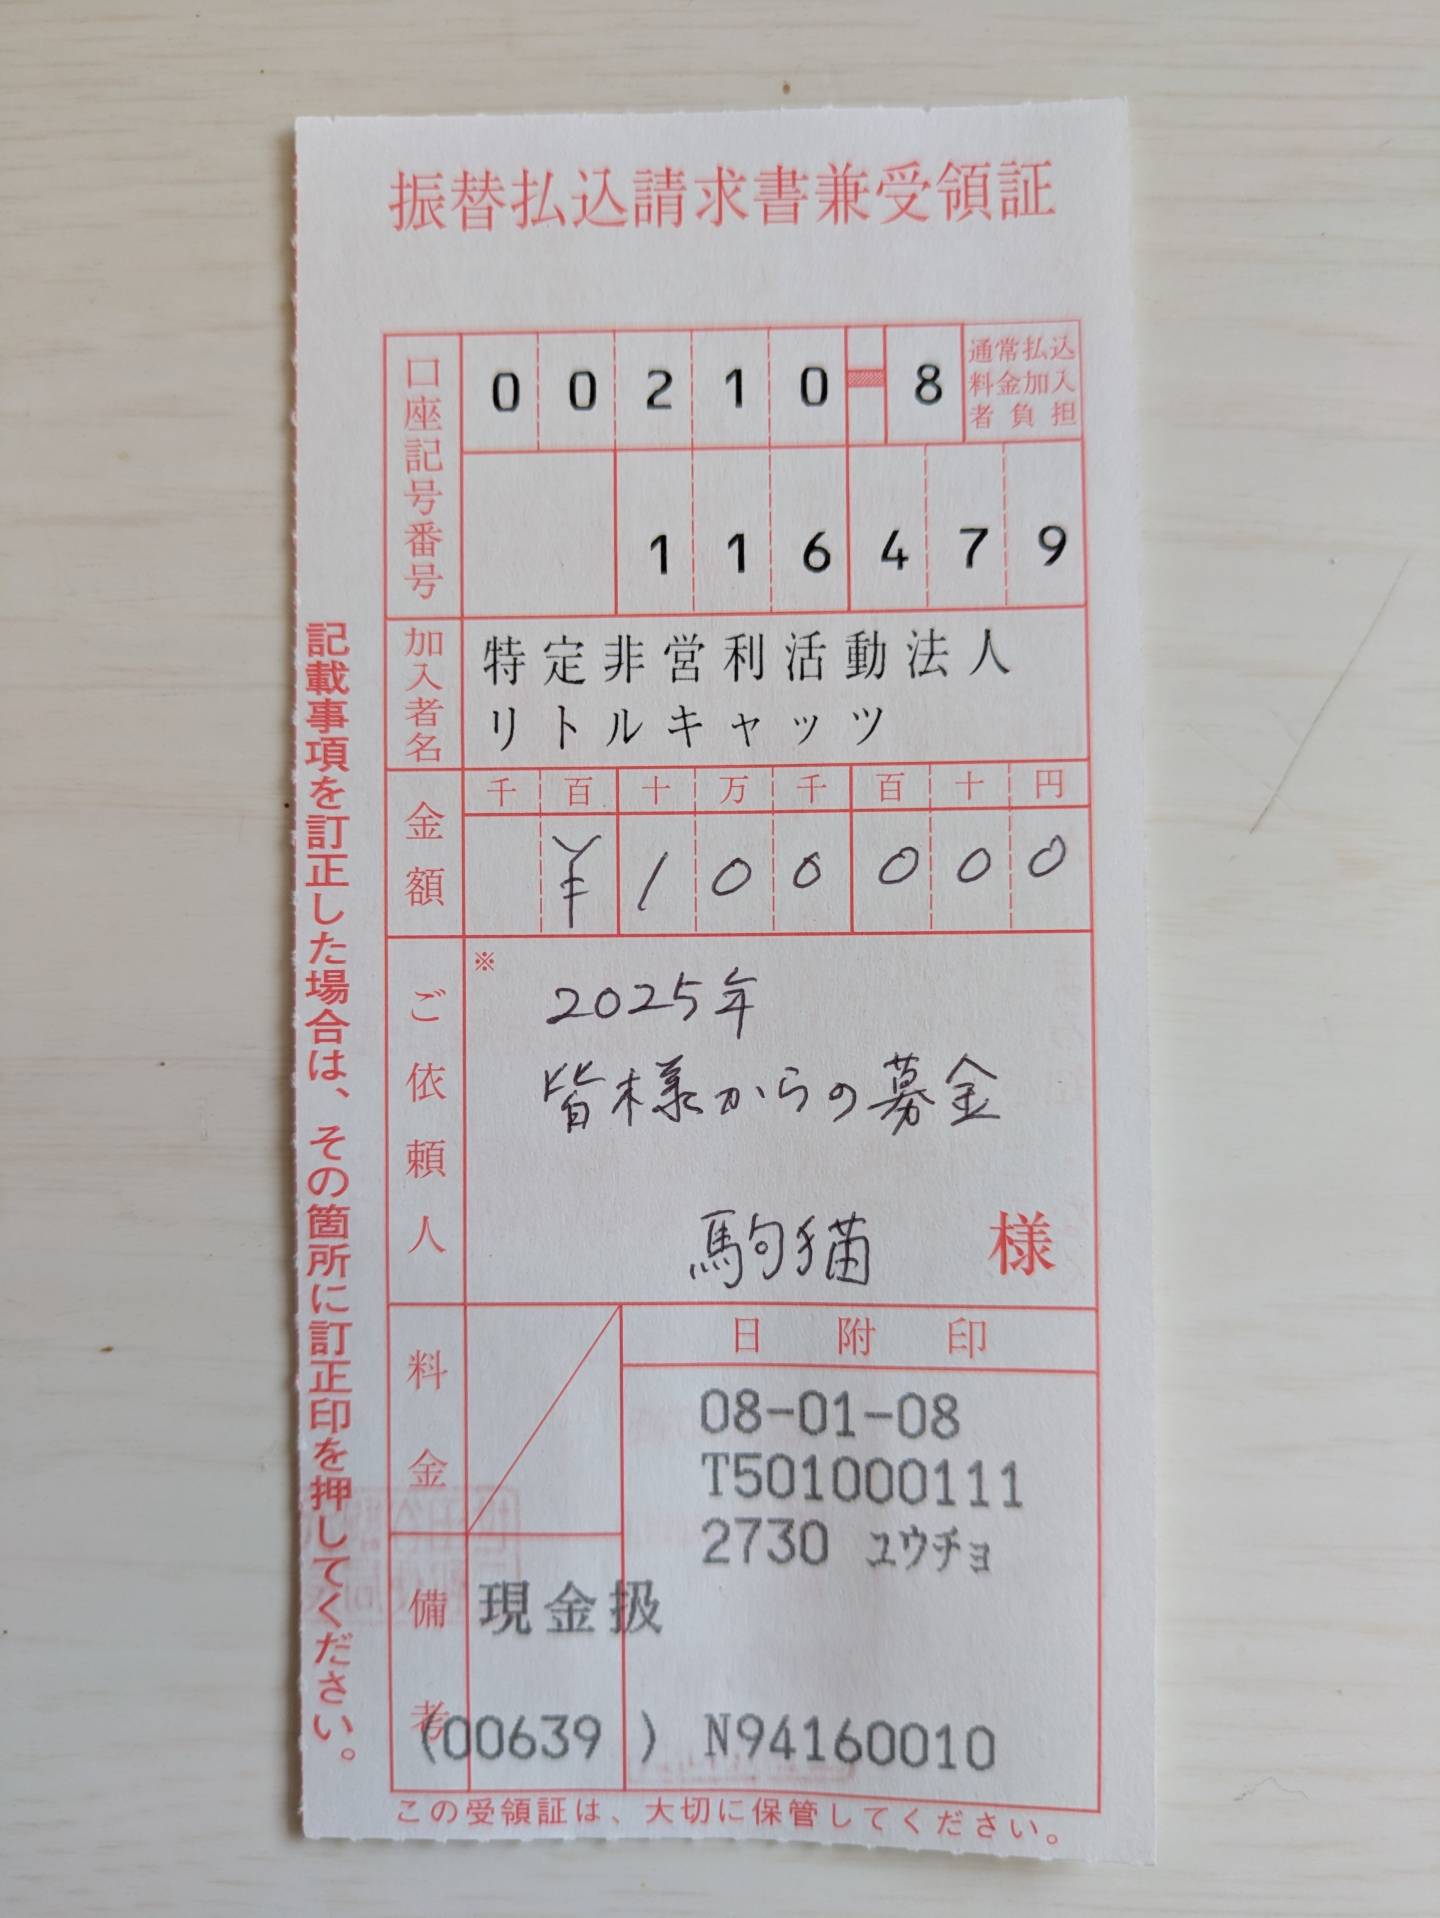 振替払込請求書兼受領証
口座記号番号
00210-8
通常払込
料金加入
者負担
116479
加入者名
特定非営利活動法人
リトルキャッツ
金額
千百十万千百十円
¥100000
ご依頼人
※
2025年
皆様からの募金
駒猫 様
料金
日附印
08-01-08
T501000111
2730 ユウチョ
備考
現金扱
(00639 ) N94160010
この受領証は、大切に保管してください。
記載事項を訂正した場合は、その箇所に訂正印を押してください。